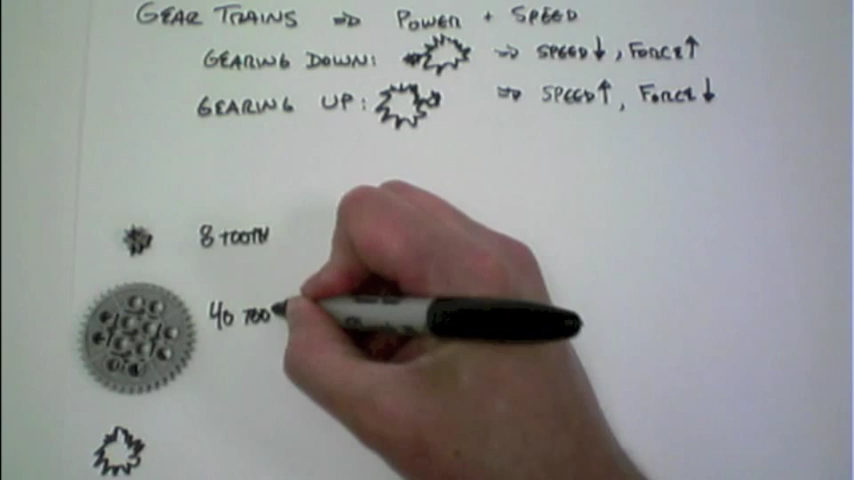 GEAR TRAINS ⇒ POWER + SPEED
GEARING DOWN: ⇒ SPEED↓, FORCE↑
GEARING UP: ⇒ SPEED↑, FORCE↓
8 TOOTH
40 TOO